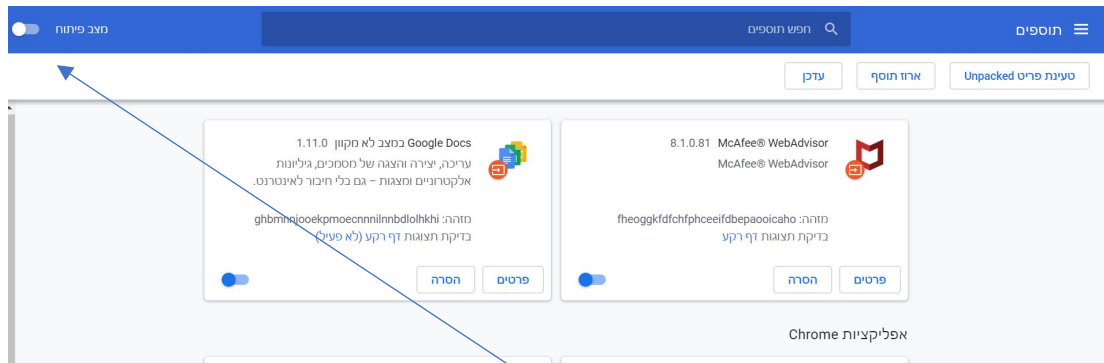 תוספים
חפש תוספים
מצב פיתוח
טעינת פריט Unpacked
ארוז תוסף
עדכן
McAfee® WebAdvisor 8.1.0.81
McAfee® WebAdvisor
מזהה: fheoggkfdfchfphceeifdbepaooicaho
בדיקת תצוגות דף רקע
פרטים
הסרה
Google Docs במצב לא מקוון 1.11.0
עריכה, יצירה והצגה של מסמכים, גיליונות
אלקטרוניים ומצגות – גם בלי חיבור לאינטרנט.
מזהה: ghbmnnjooekpmoecnnnilnnbdlolhkhi
בדיקת תצוגות דף רקע (לא פעיל)
פרטים
הסרה
אפליקציות Chrome